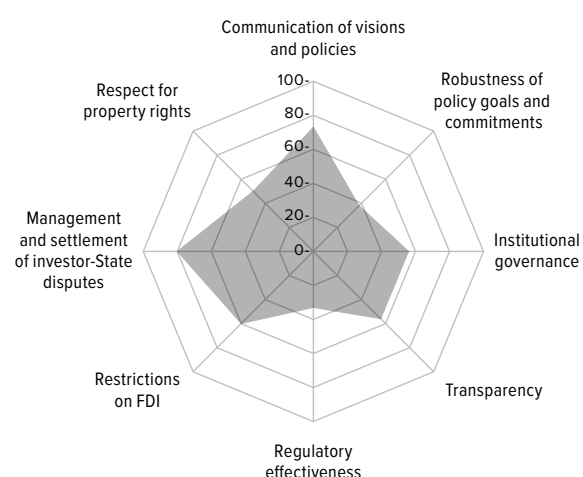 Communication of visions
and policies
Robustness of
policy goals and
commitments
Institutional
governance
Transparency
Regulatory
effectiveness
Restrictions
on FDI
Management
and settlement
of investor-State
disputes
Respect for
property rights
100-
80-
60-
40-
20-
0-